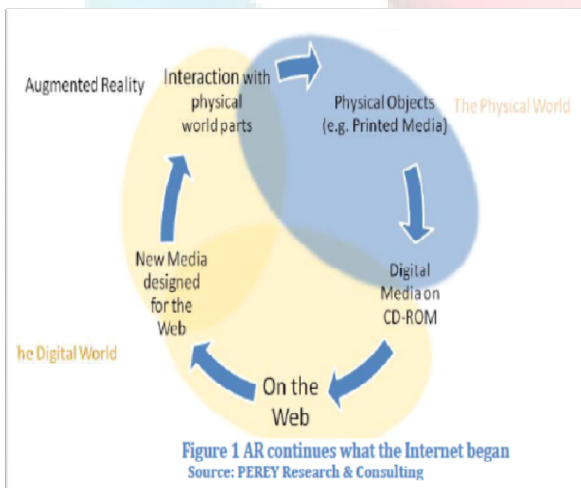 Augmented Reality
Interaction with
physical
world parts
Physical Objects
(e.g. Printed Media)
The Physical World
Digital
Media on
CD-ROM
On the
Web
New Media
designed
for the
Web
he Digital World
Figure 1 AR continues what the Internet began
Source: PEREY Research & Consulting